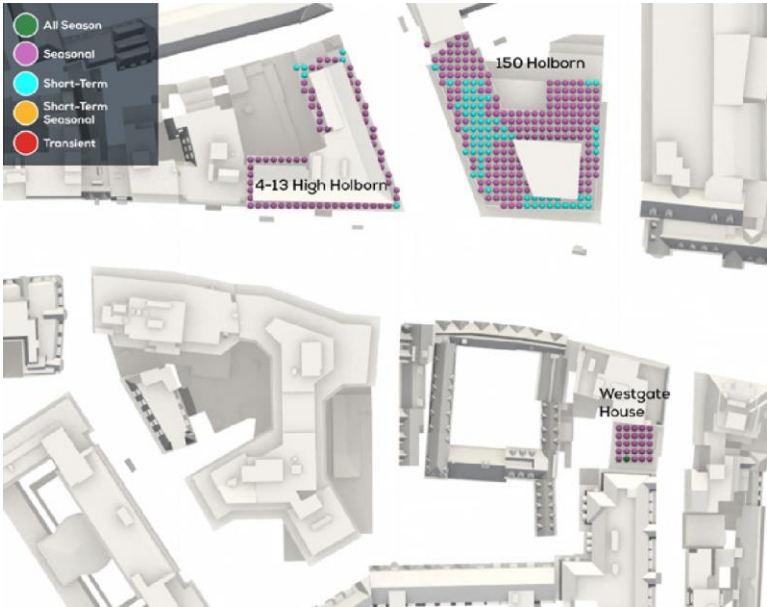 All Season
Seasonal
Short-Term
Short-Term
Seasonal
Transient
150 Holborn
4-13 High Holborn
Westgate
House